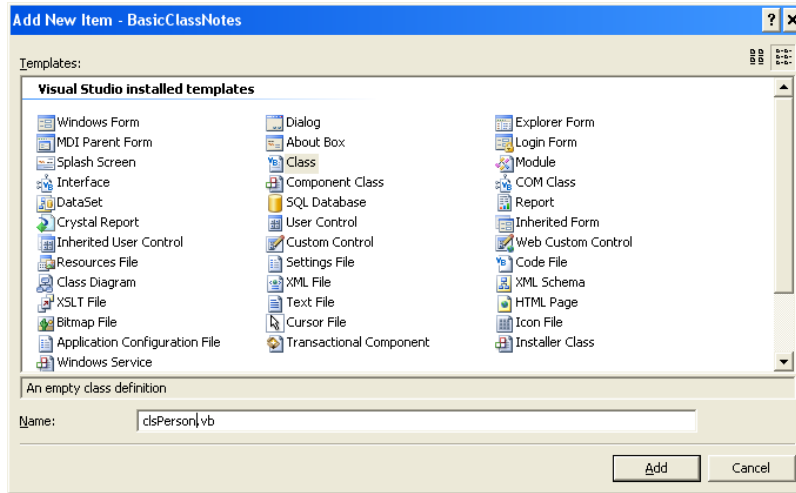 Add New Item - BasicClassNotes
Templates:
Visual Studio installed templates
Windows Form Dialog Explorer Form
MDI Parent Form About Box Login Form
Splash Screen Class Module
Interface Component Class COM Class
DataSet SQL Database Report
Crystal Report User Control Inherited Form
Inherited User Control Custom Control Web Custom Control
Resources File Settings File Code File
Class Diagram XML File XML Schema
XSLT File Text File HTML Page
Bitmap File Cursor File Icon File
Application Configuration File Transactional Component Installer Class
Windows Service
An empty class definition
Name: clsPerson.vb
Add Cancel